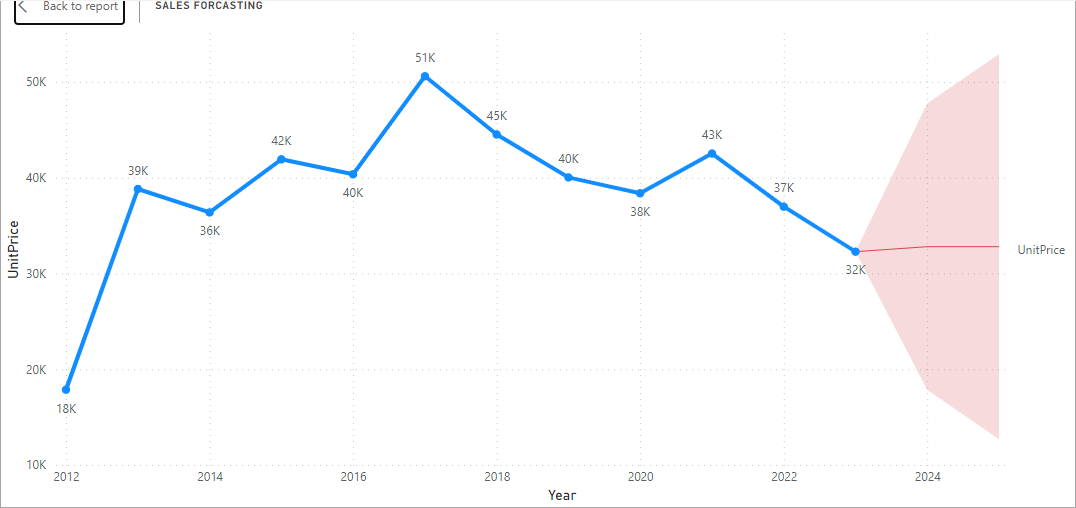 Back to report
SALES FORCASTING
51K
50K
45K
43K
42K
40K
39K
40K
37K
40K
38K
36K
UnitPrice
UnitPrice
30K
32K
20K
18K
10K
2012
2014
2016
2018
2020
2022
2024
Year